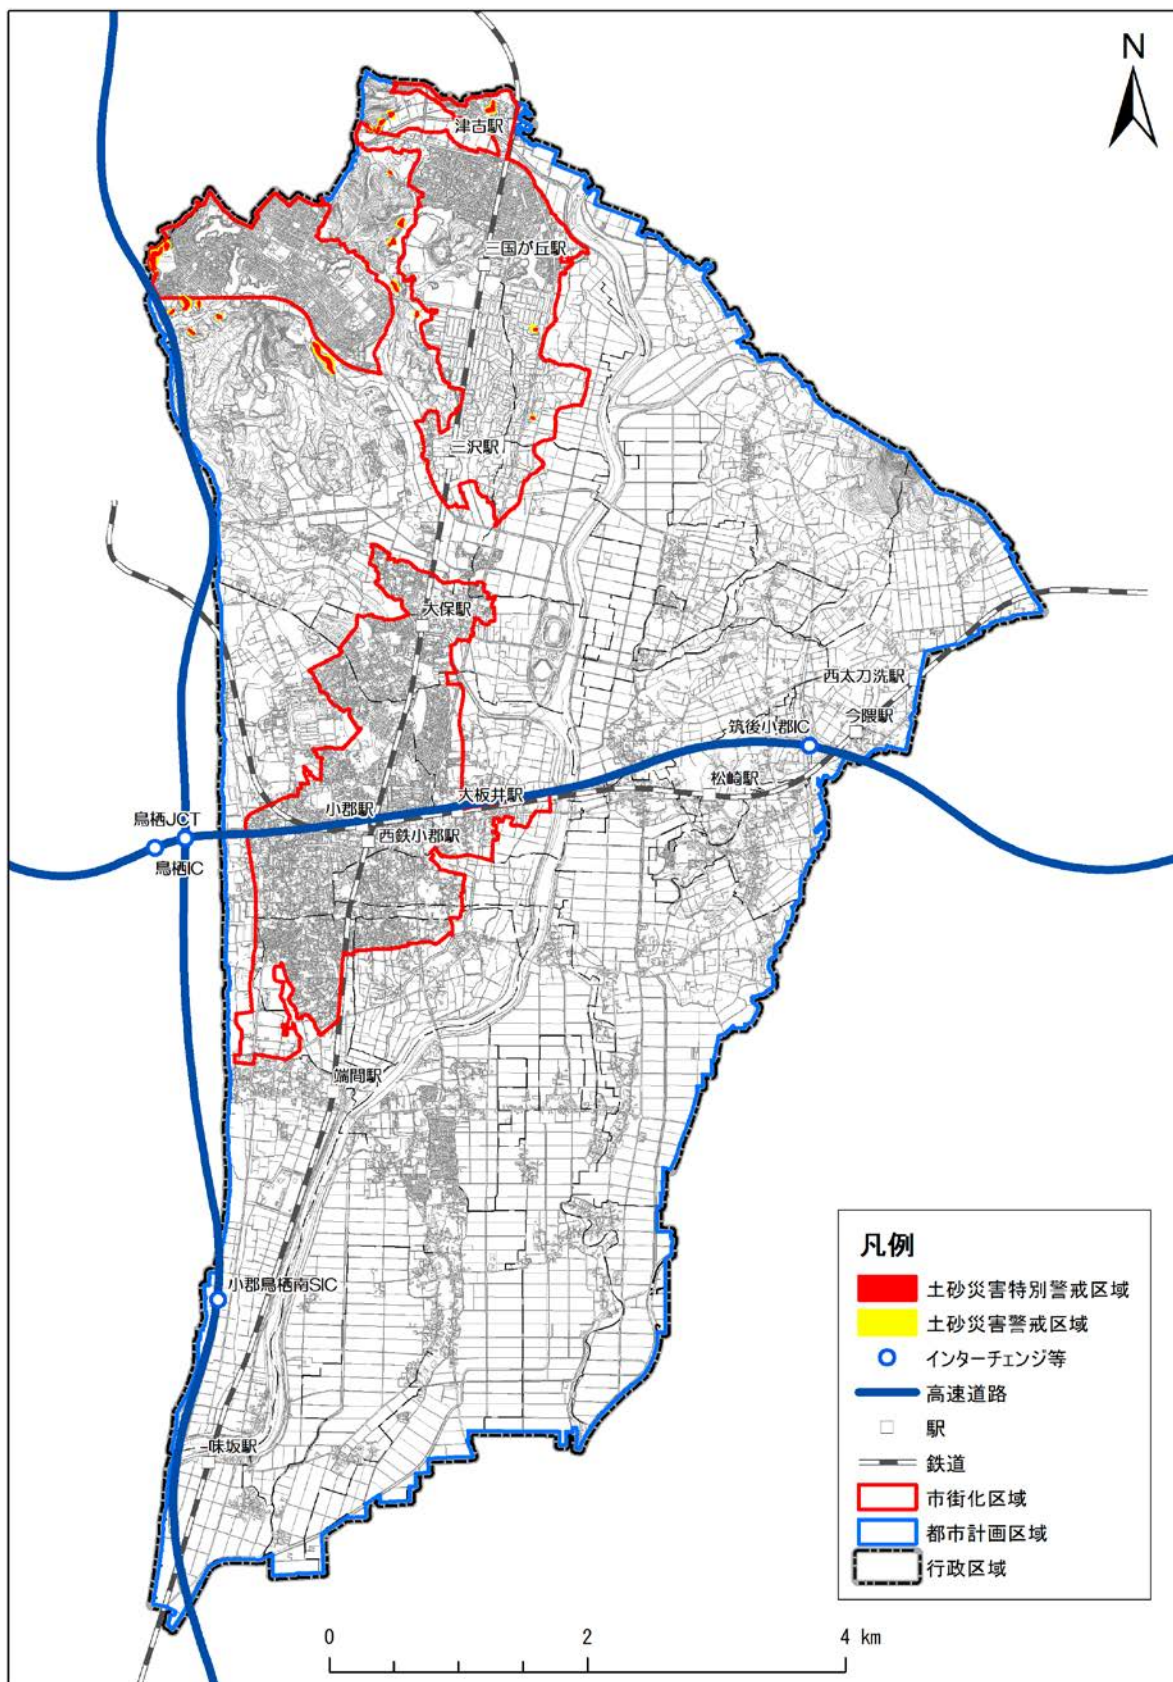 N
津古駅
三国が丘駅
三沢駅
大保駅
西太刀洗駅
今隈駅
筑後小郡IC
松崎駅
大板井駅
小郡駅
鳥栖JCT
西鉄小郡駅
鳥栖IC
端間駅
小郡鳥栖南SIC
味坂駅
凡例
土砂災害特別警戒区域
土砂災害警戒区域
インターチェンジ等
高速道路
駅
鉄道
市街化区域
都市計画区域
行政区域
0 2 4 km